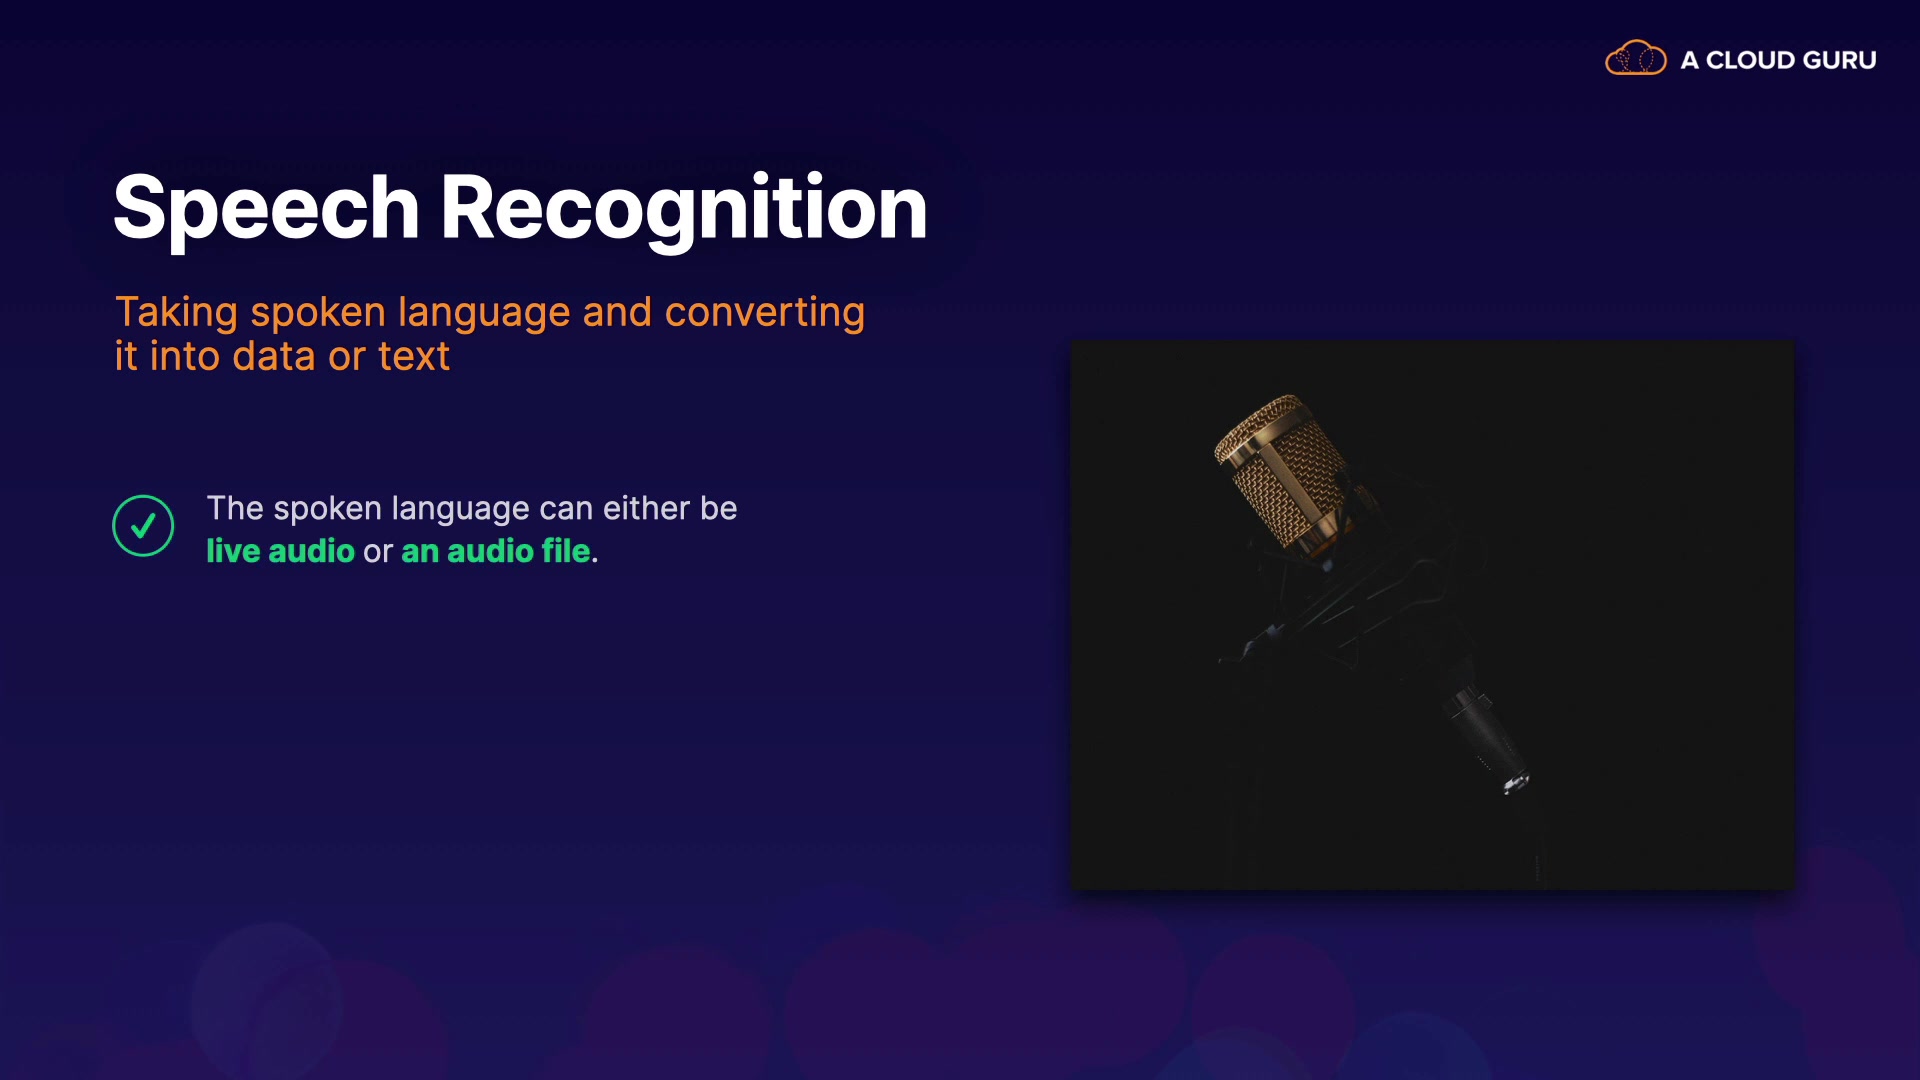 A CLOUD GURU
Speech Recognition
Taking spoken language and converting
it into data or text
The spoken language can either be
live audio or an audio file.